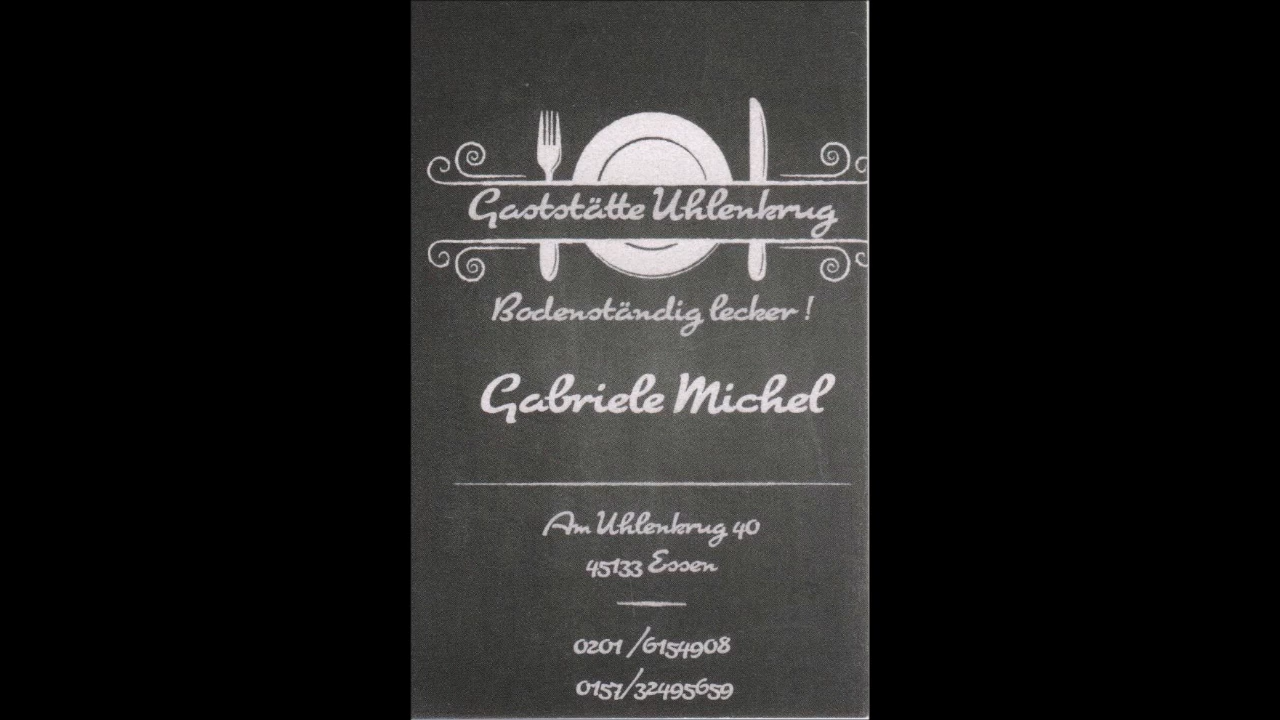 Gaststätte Uhlenkrug
Bodenständig lecker !
Gabriele Michel
Am Uhlenkrug 40
45133 Essen
0201 /6154908
0157/32495659